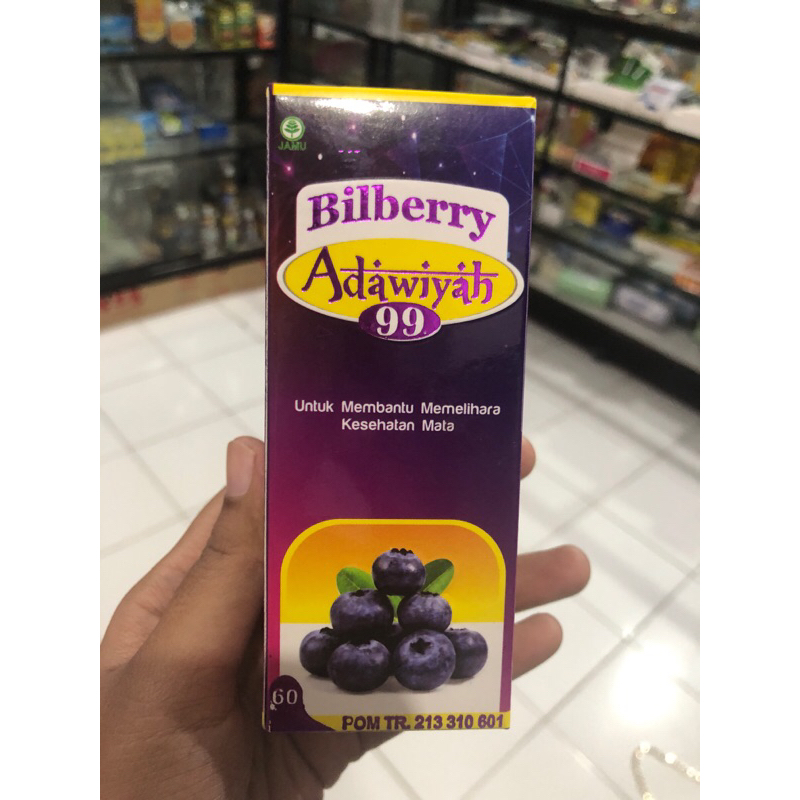 JAMU
Bilberry
Adawiyah
99
Untuk Membantu Memelihara
Kesehatan Mata
60
POM TR. 213 310 601